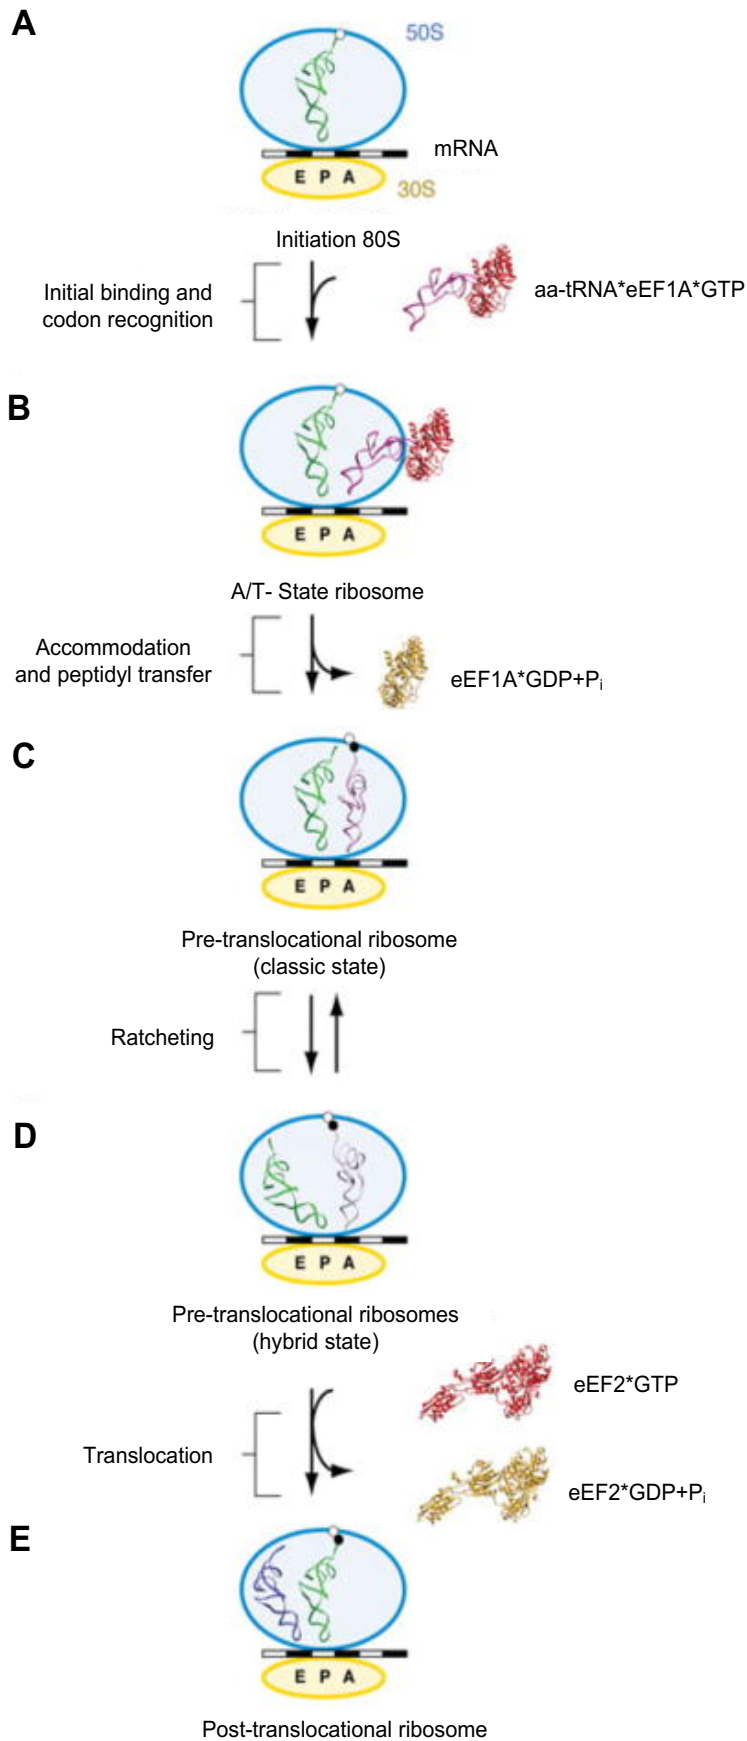 A
50S
mRNA
E P A
30S
Initiation 80S
Initial binding and
codon recognition
aa-tRNA*eEF1A*GTP
B
E P A
A/T- State ribosome
Accommodation
and peptidyl transfer
eEF1A*GDP+Pi
C
E P A
Pre-translocational ribosome
(classic state)
Ratcheting
D
E P A
Pre-translocational ribosomes
(hybrid state)
eEF2*GTP
Translocation
eEF2*GDP+Pi
E
E P A
Post-translocational ribosome